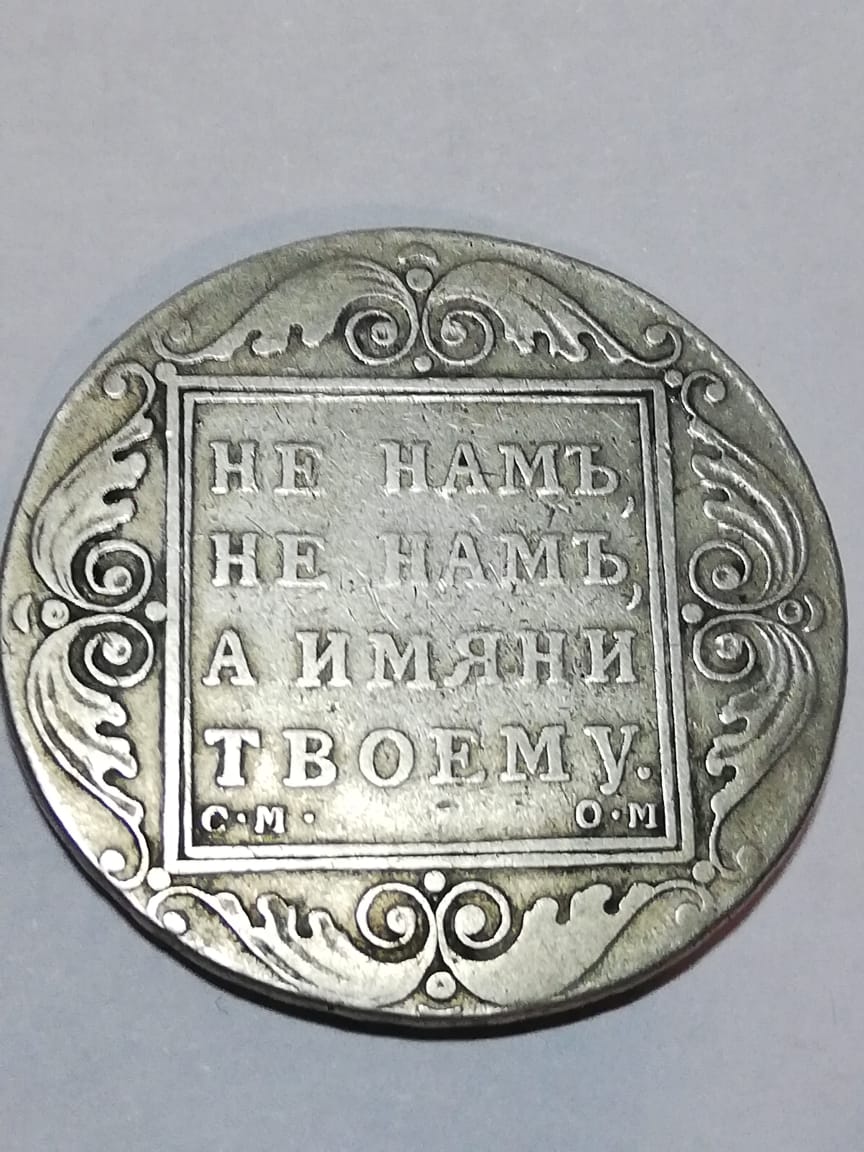 НЕ НАМЪ,
НЕ НАМЪ,
А ИМЯНИ
ТВОЕМУ.
С·М· О·М